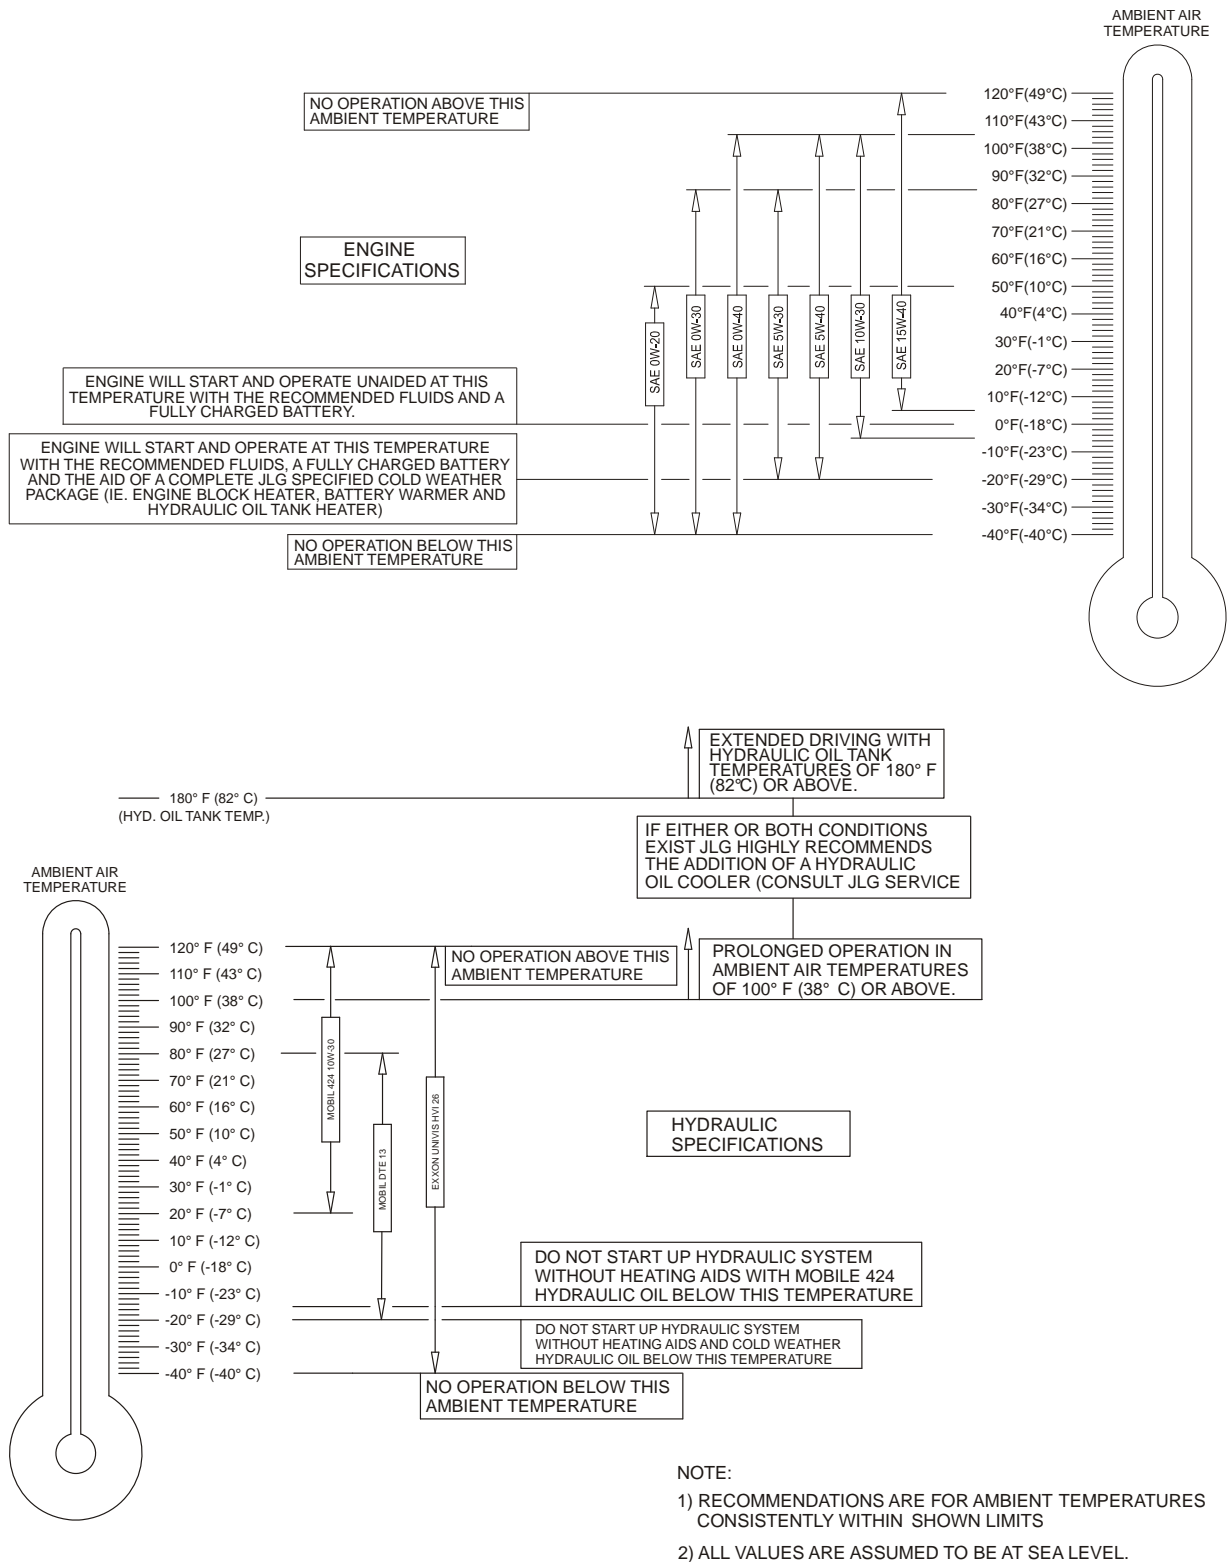 AMBIENT AIR
TEMPERATURE
NO OPERATION ABOVE THIS
AMBIENT TEMPERATURE
120°F(49°C)
110°F(43°C)
100°F(38°C)
90°F(32°C)
80°F(27°C)
70°F(21°C)
60°F(16°C)
50°F(10°C)
40°F(4°C)
30°F(-1°C)
20°F(-7°C)
10°F(-12°C)
0°F(-18°C)
-10°F(-23°C)
-20°F(-29°C)
-30°F(-34°C)
-40°F(-40°C)
ENGINE
SPECIFICATIONS
SAE 0W-20
SAE 0W-30
SAE 0W-40
SAE 5W-30
SAE 5W-40
SAE 10W-30
SAE 15W-40
ENGINE WILL START AND OPERATE UNAIDED AT THIS
TEMPERATURE WITH THE RECOMMENDED FLUIDS AND A
FULLY CHARGED BATTERY.
ENGINE WILL START AND OPERATE AT THIS TEMPERATURE
WITH THE RECOMMENDED FLUIDS, A FULLY CHARGED BATTERY
AND THE AID OF A COMPLETE JLG SPECIFIED COLD WEATHER
PACKAGE (IE. ENGINE BLOCK HEATER, BATTERY WARMER AND
HYDRAULIC OIL TANK HEATER)
NO OPERATION BELOW THIS
AMBIENT TEMPERATURE
EXTENDED DRIVING WITH
HYDRAULIC OIL TANK
TEMPERATURES OF 180° F
(82°C) OR ABOVE.
180° F (82° C)
(HYD. OIL TANK TEMP.)
IF EITHER OR BOTH CONDITIONS
EXIST JLG HIGHLY RECOMMENDS
THE ADDITION OF A HYDRAULIC
OIL COOLER (CONSULT JLG SERVICE
AMBIENT AIR
TEMPERATURE
120° F (49° C)
110° F (43° C)
100° F (38° C)
90° F (32° C)
80° F (27° C)
70° F (21° C)
60° F (16° C)
50° F (10° C)
40° F (4° C)
30° F (-1° C)
20° F (-7° C)
10° F (-12° C)
0° F (-18° C)
-10° F (-23° C)
-20° F (-29° C)
-30° F (-34° C)
-40° F (-40° C)
MOBIL 424 10W-30
MOBIL DTE 13
EXXON UNIVIS HVI 26
NO OPERATION ABOVE THIS
AMBIENT TEMPERATURE
PROLONGED OPERATION IN
AMBIENT AIR TEMPERATURES
OF 100° F (38° C) OR ABOVE.
HYDRAULIC
SPECIFICATIONS
DO NOT START UP HYDRAULIC SYSTEM
WITHOUT HEATING AIDS WITH MOBILE 424
HYDRAULIC OIL BELOW THIS TEMPERATURE
DO NOT START UP HYDRAULIC SYSTEM
WITHOUT HEATING AIDS AND COLD WEATHER
HYDRAULIC OIL BELOW THIS TEMPERATURE
NO OPERATION BELOW THIS
AMBIENT TEMPERATURE
NOTE:
1) RECOMMENDATIONS ARE FOR AMBIENT TEMPERATURES
CONSISTENTLY WITHIN SHOWN LIMITS
2) ALL VALUES ARE ASSUMED TO BE AT SEA LEVEL.